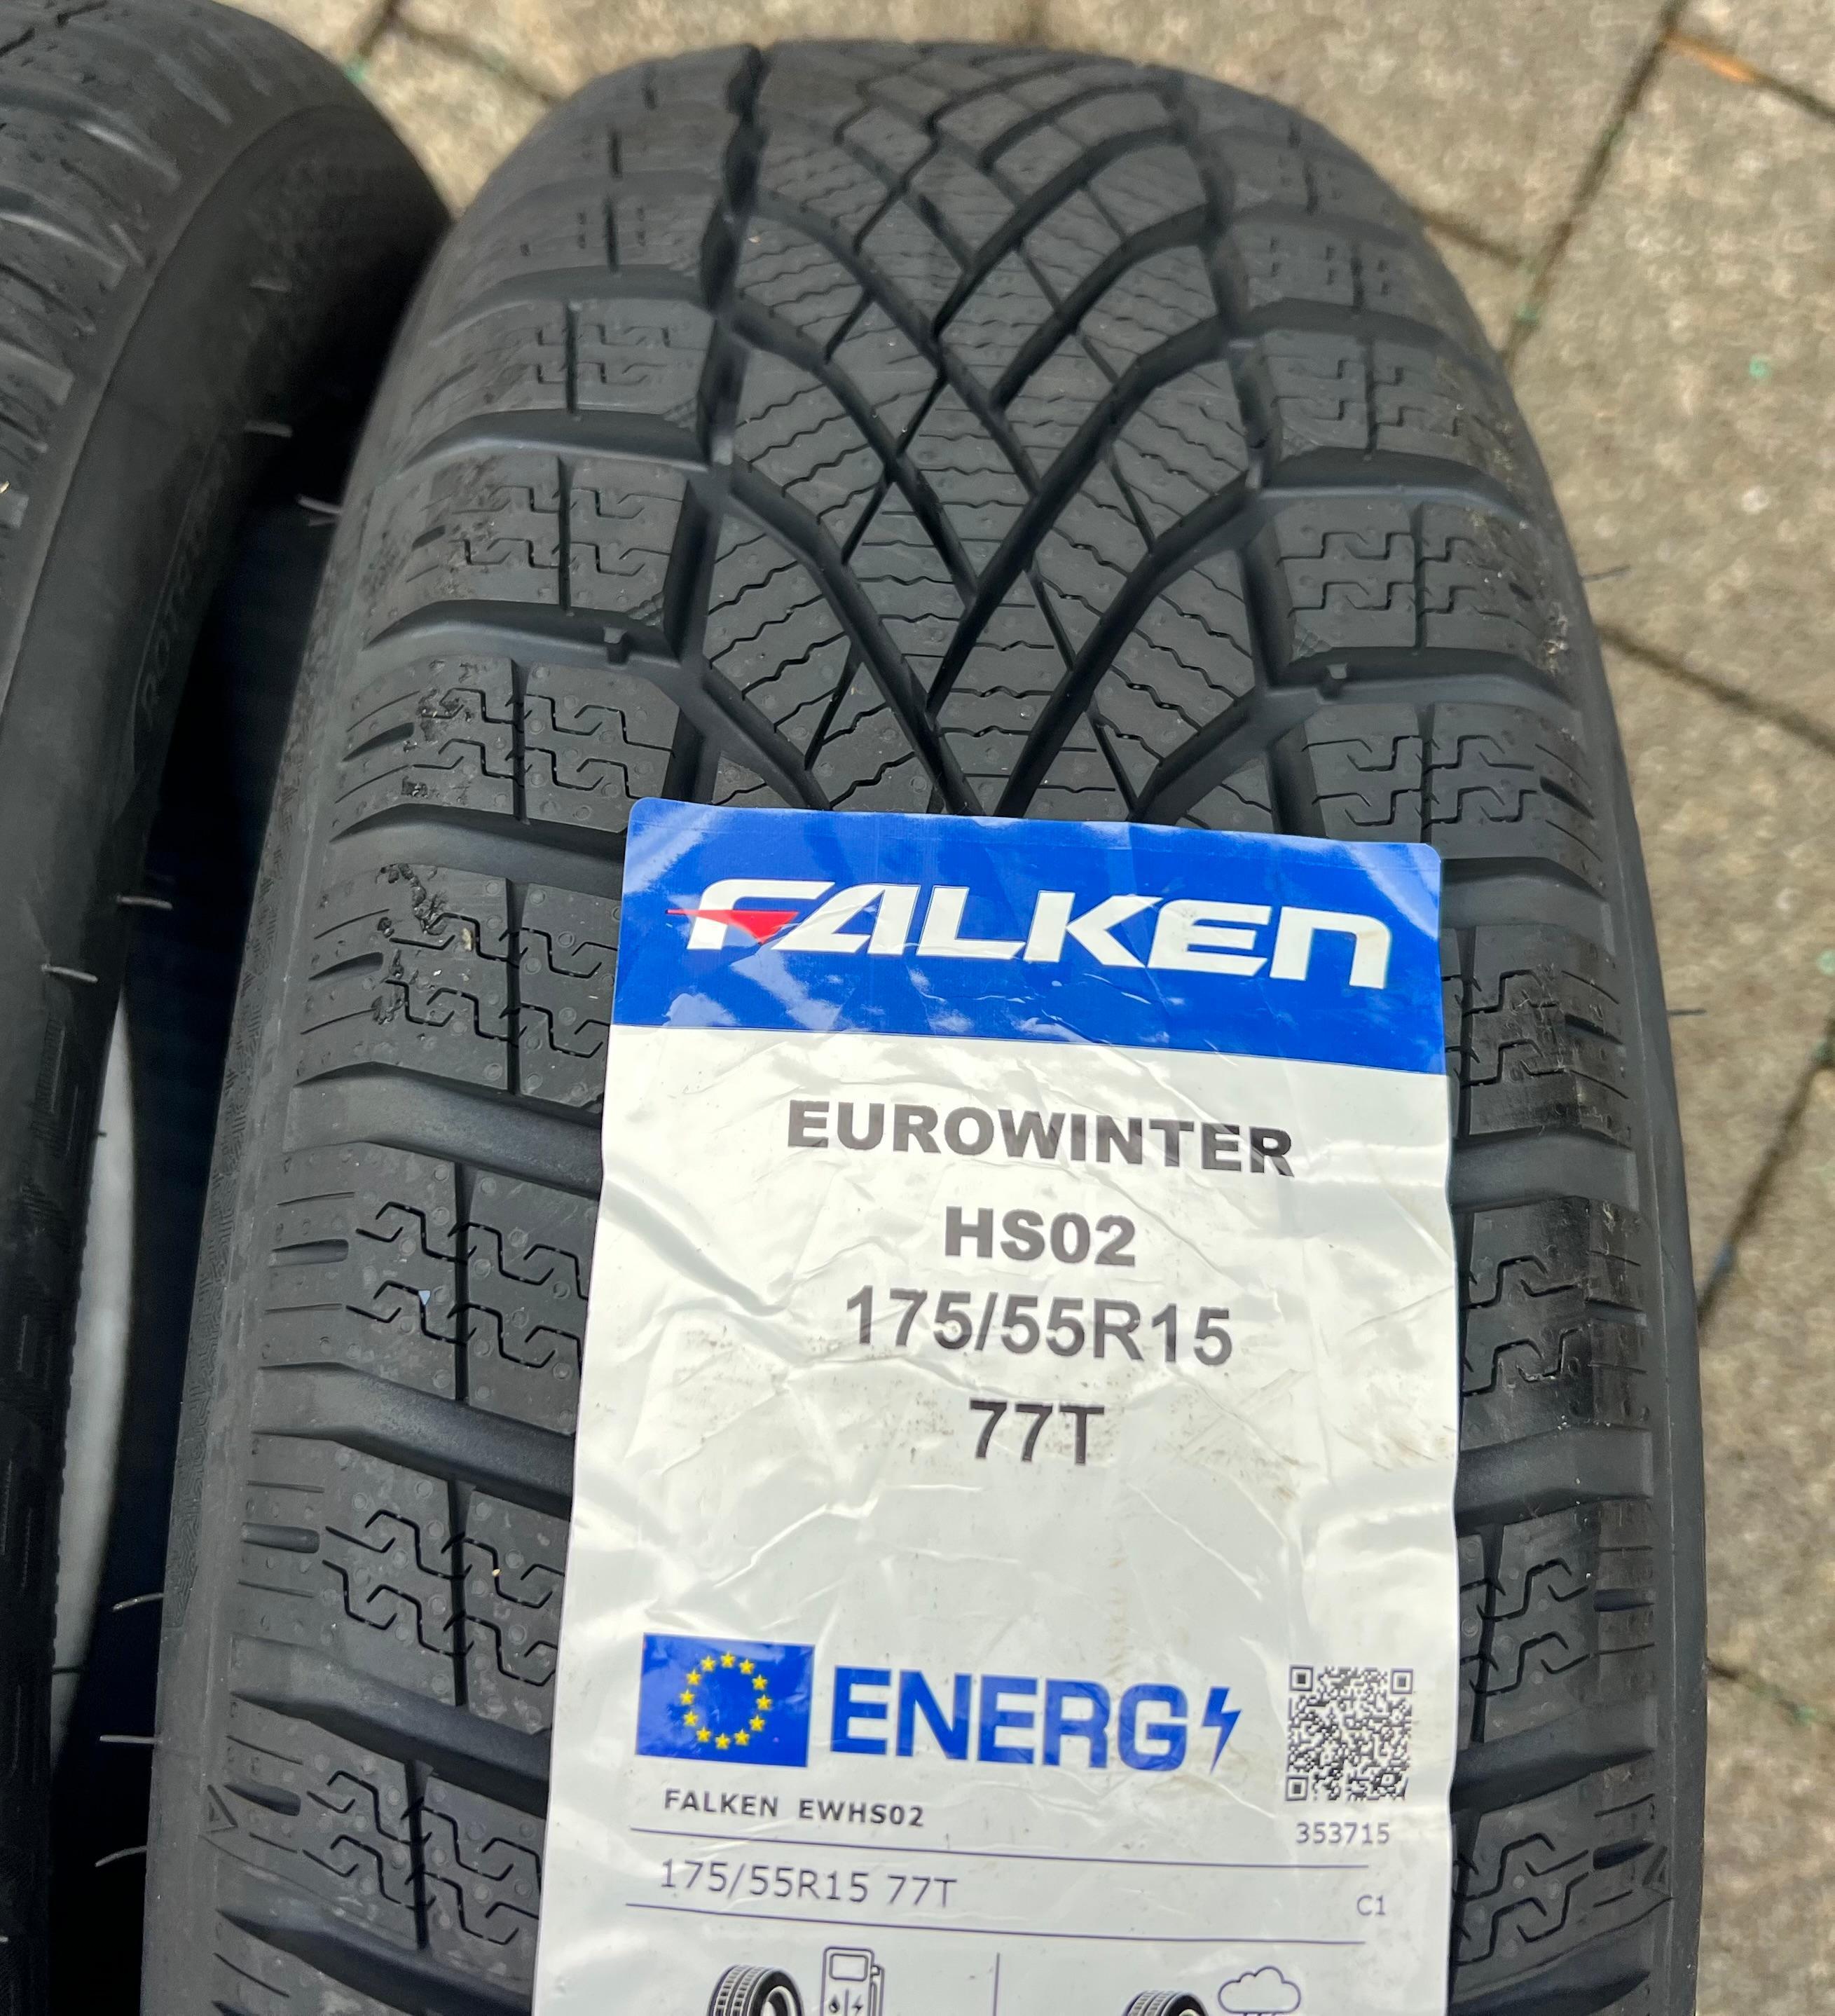 FALKEN
EUROWINTER
HS02
175/55R15
77T
ENERG
FALKEN EWHS02
353715
175/55R15 77T
C1